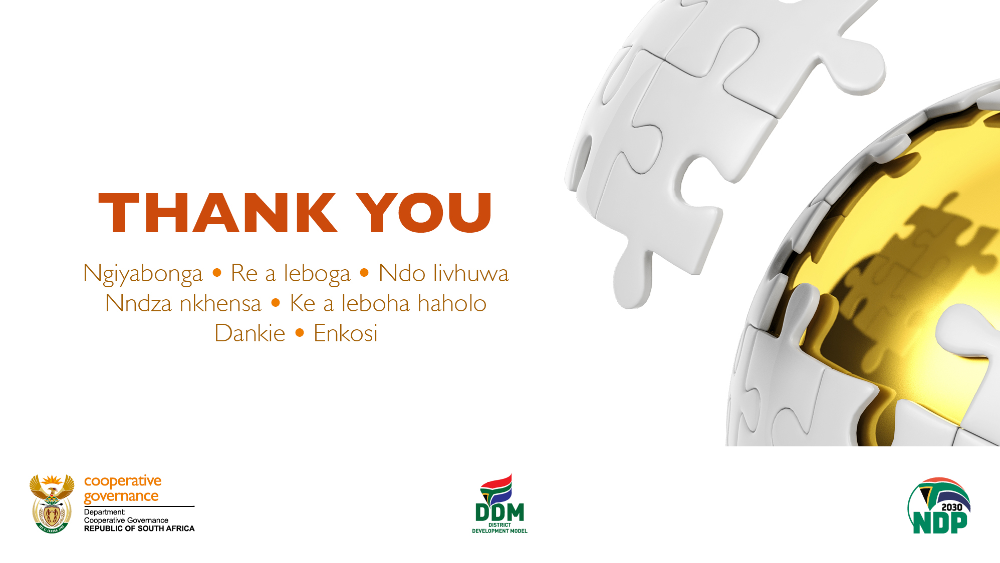 THANK YOU
Ngiyabonga • Re a leboga • Ndo livhuwa
Nndza nkhensa • Ke a leboha haholo
Dankie • Enkosi
cooperative
governance
Department:
Cooperative Governance
REPUBLIC OF SOUTH AFRICA
DDM
DISTRICT
DEVELOPMENT MODEL
2030
NDP